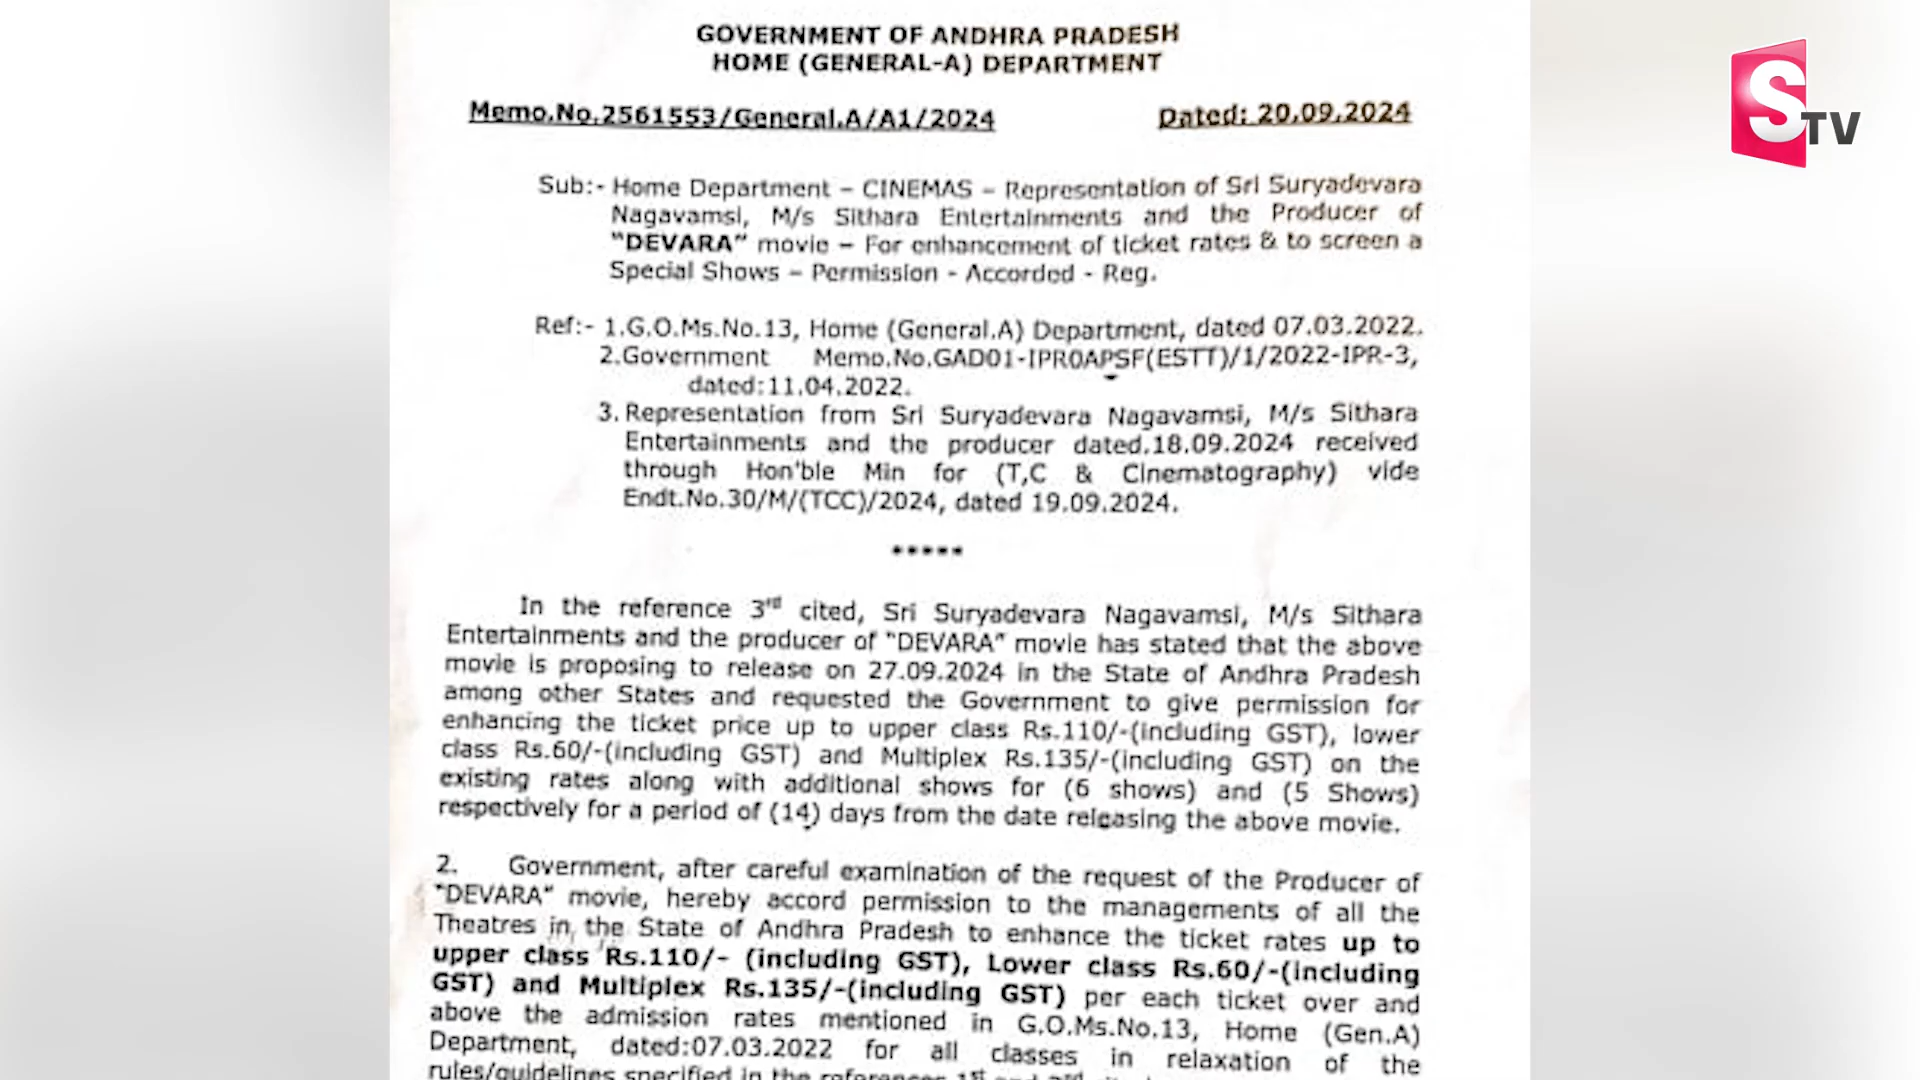 GOVERNMENT OF ANDHRA PRADESH
HOME (GENERAL-A) DEPARTMENT
Memo.No.2561553/General.A/A1/2024 Dated: 20.09.2024
Sub:- Home Department – CINEMAS – Representation of Sri Suryadevara
Nagavamsi, M/s Sithara Entertainments and the Producer of
"DEVARA" movie – For enhancement of ticket rates & to screen a
Special Shows – Permission - Accorded - Reg.
Ref:- 1.G.O.Ms.No.13, Home (General.A) Department, dated 07.03.2022.
2.Government Memo.No.GAD01-IPR0APSF(ESTT)/1/2022-IPR-3,
dated:11.04.2022.
3. Representation from Sri Suryadevara Nagavamsi, M/s Sithara
Entertainments and the producer dated.18.09.2024 received
through Hon'ble Min for (T,C & Cinematography) vide
Endt.No.30/M/(TCC)/2024, dated 19.09.2024.
*****
In the reference 3rd cited, Sri Suryadevara Nagavamsi, M/s Sithara
Entertainments and the producer of "DEVARA" movie has stated that the above
movie is proposing to release on 27.09.2024 in the State of Andhra Pradesh
among other States and requested the Government to give permission for
enhancing the ticket price up to upper class Rs.110/-(including GST), lower
class Rs.60/-(including GST) and Multiplex Rs.135/-(including GST) on the
existing rates along with additional shows for (6 shows) and (5 Shows)
respectively for a period of (14) days from the date releasing the above movie.
2. Government, after careful examination of the request of the Producer of
"DEVARA" movie, hereby accord permission to the managements of all the
Theatres in the State of Andhra Pradesh to enhance the ticket rates up to
upper class Rs.110/- (including GST), Lower class Rs.60/-(including
GST) and Multiplex Rs.135/-(including GST) per each ticket over and
above the admission rates mentioned in G.O.Ms.No.13, Home (Gen.A)
Department, dated:07.03.2022 for all classes in relaxation of the
rules/guidelines specified in the references 1st and 2nd
S TV